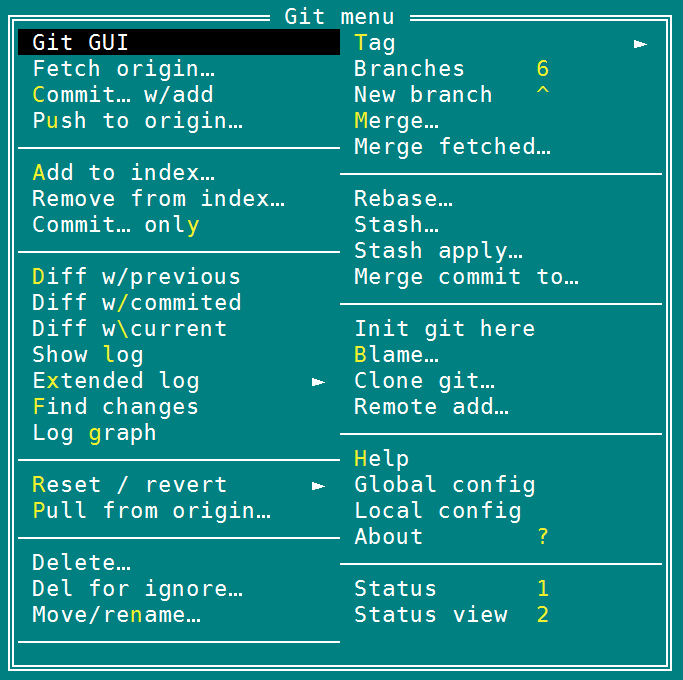 Git menu
Git GUI
Fetch origin…
Commit… w/add
Push to origin…
Add to index…
Remove from index…
Commit… only
Diff w/previous
Diff w/commited
Diff w\current
Show log
Extended log ►
Find changes
Log graph
Reset / revert ►
Pull from origin…
Delete…
Del for ignore…
Move/rename…
Tag ►
Branches 6
New branch ^
Merge…
Merge fetched…
Rebase…
Stash…
Stash apply…
Merge commit to…
Init git here
Blame…
Clone git…
Remote add…
Help
Global config
Local config
About ?
Status 1
Status view 2